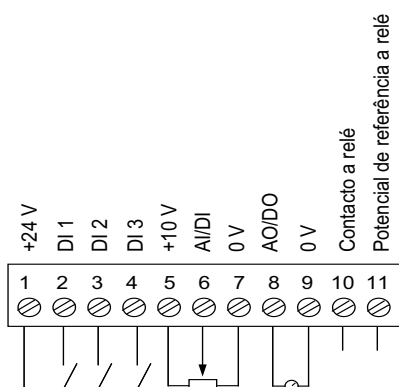 +24 V
DI 1
DI 2
DI 3
+10 V
AI/DI
0 V
AO/DO
0 V
Contacto a relé
Potencial de referência a relé
1 2 3 4 5 6 7 8 9 10 11